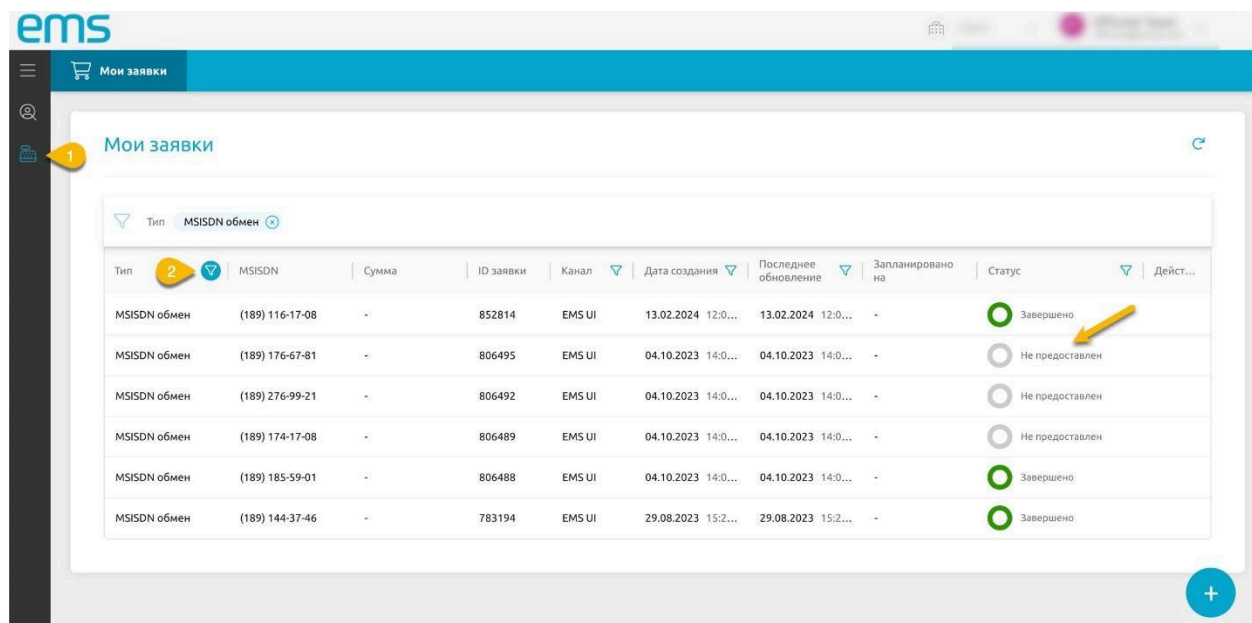 ems
Мои заявки
1
Мои заявки
Тип MSISDN обмен
Тип 2 MSISDN Сумма ID заявки Канал Дата создания Последнее обновление Запланировано на Статус Дейст...
MSISDN обмен (189) 116-17-08 - 852814 EMS UI 13.02.2024 12:0... 13.02.2024 12:0... - Завершено
MSISDN обмен (189) 176-67-81 - 806495 EMS UI 04.10.2023 14:0... 04.10.2023 14:0... - Не предоставлен
MSISDN обмен (189) 276-99-21 - 806492 EMS UI 04.10.2023 14:0... 04.10.2023 14:0... - Не предоставлен
MSISDN обмен (189) 174-17-08 - 806489 EMS UI 04.10.2023 14:0... 04.10.2023 14:0... - Не предоставлен
MSISDN обмен (189) 185-59-01 - 806488 EMS UI 04.10.2023 14:0... 04.10.2023 14:0... - Завершено
MSISDN обмен (189) 144-37-46 - 783194 EMS UI 29.08.2023 15:2... 29.08.2023 15:2... - Завершено
+